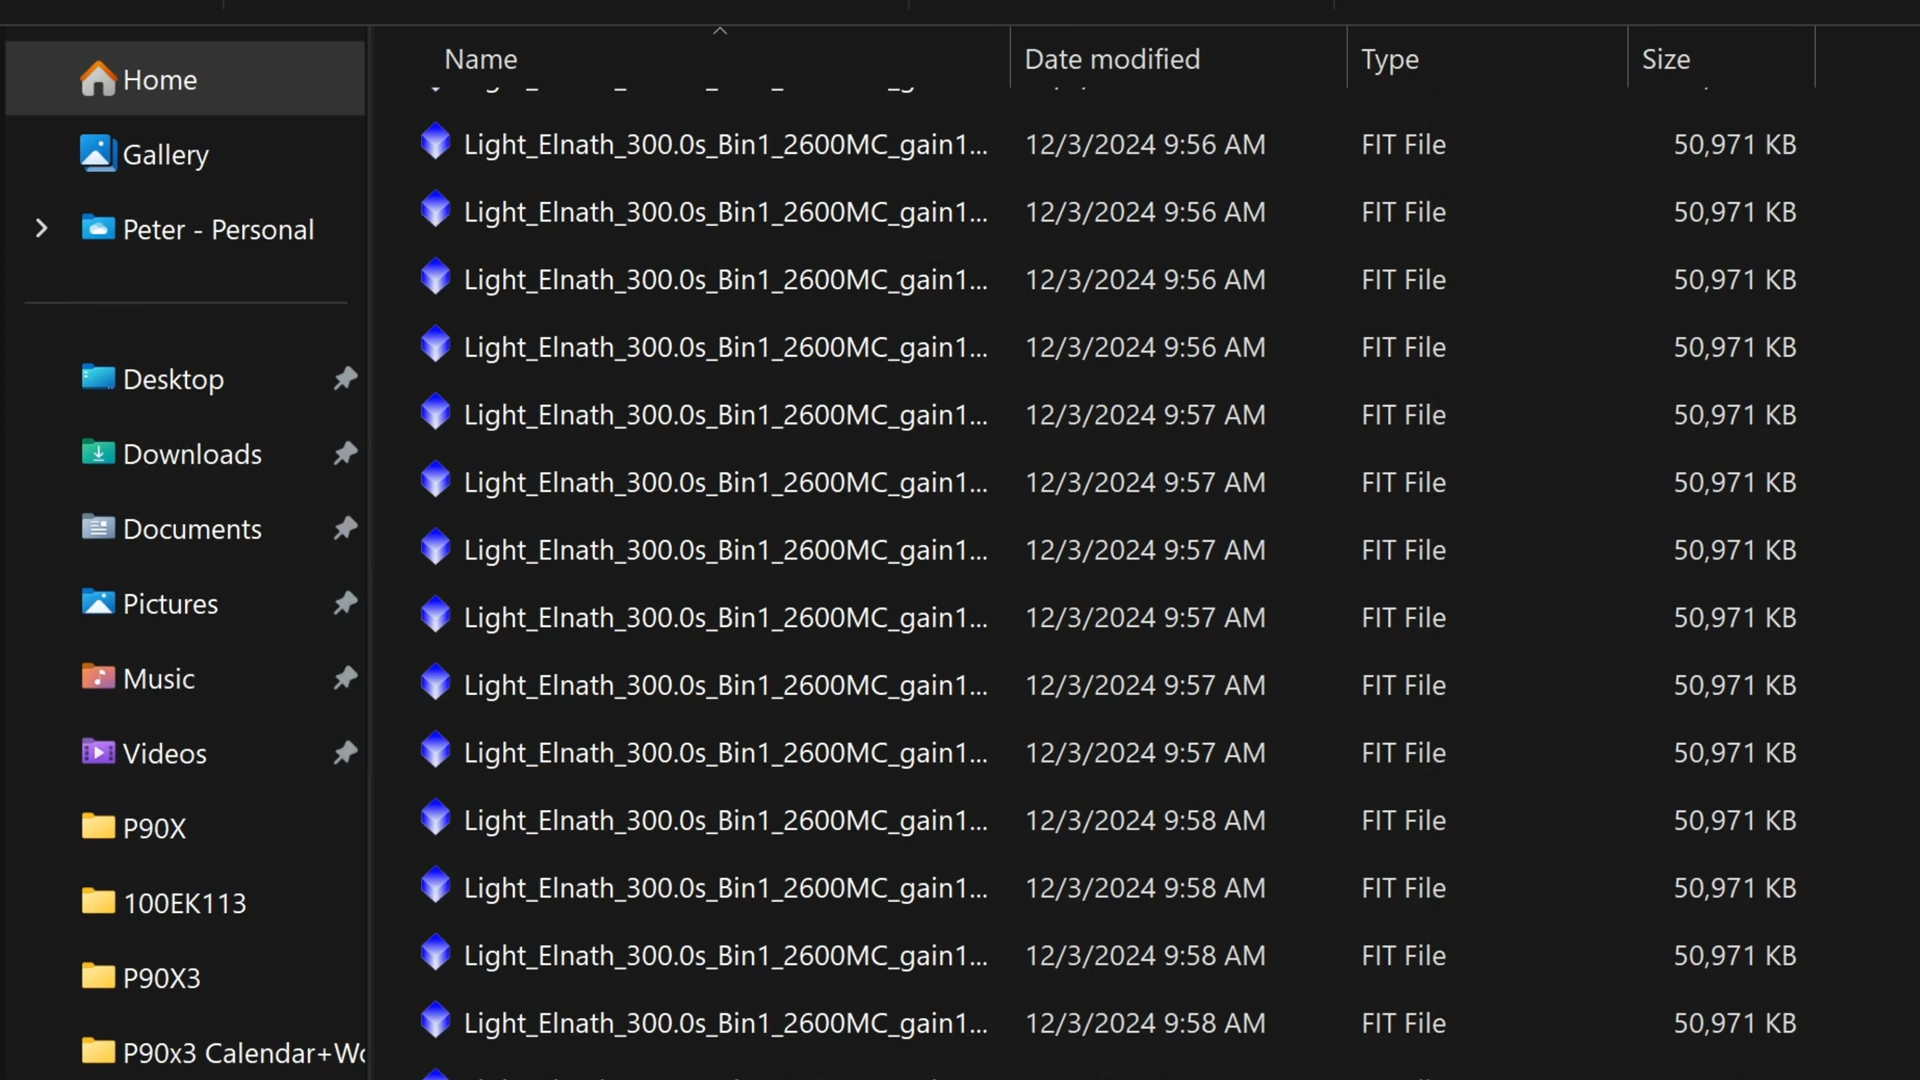 Name Date modified Type Size
Home
Gallery
Peter - Personal
Desktop
Downloads
Documents
Pictures
Music
Videos
P90X
100EK113
P90X3
P90x3 Calendar+Wo
Light_Elnath_300.0s_Bin1_2600MC_gain1... 12/3/2024 9:56 AM FIT File 50,971 KB
Light_Elnath_300.0s_Bin1_2600MC_gain1... 12/3/2024 9:56 AM FIT File 50,971 KB
Light_Elnath_300.0s_Bin1_2600MC_gain1... 12/3/2024 9:56 AM FIT File 50,971 KB
Light_Elnath_300.0s_Bin1_2600MC_gain1... 12/3/2024 9:56 AM FIT File 50,971 KB
Light_Elnath_300.0s_Bin1_2600MC_gain1... 12/3/2024 9:57 AM FIT File 50,971 KB
Light_Elnath_300.0s_Bin1_2600MC_gain1... 12/3/2024 9:57 AM FIT File 50,971 KB
Light_Elnath_300.0s_Bin1_2600MC_gain1... 12/3/2024 9:57 AM FIT File 50,971 KB
Light_Elnath_300.0s_Bin1_2600MC_gain1... 12/3/2024 9:57 AM FIT File 50,971 KB
Light_Elnath_300.0s_Bin1_2600MC_gain1... 12/3/2024 9:57 AM FIT File 50,971 KB
Light_Elnath_300.0s_Bin1_2600MC_gain1... 12/3/2024 9:57 AM FIT File 50,971 KB
Light_Elnath_300.0s_Bin1_2600MC_gain1... 12/3/2024 9:58 AM FIT File 50,971 KB
Light_Elnath_300.0s_Bin1_2600MC_gain1... 12/3/2024 9:58 AM FIT File 50,971 KB
Light_Elnath_300.0s_Bin1_2600MC_gain1... 12/3/2024 9:58 AM FIT File 50,971 KB
Light_Elnath_300.0s_Bin1_2600MC_gain1... 12/3/2024 9:58 AM FIT File 50,971 KB